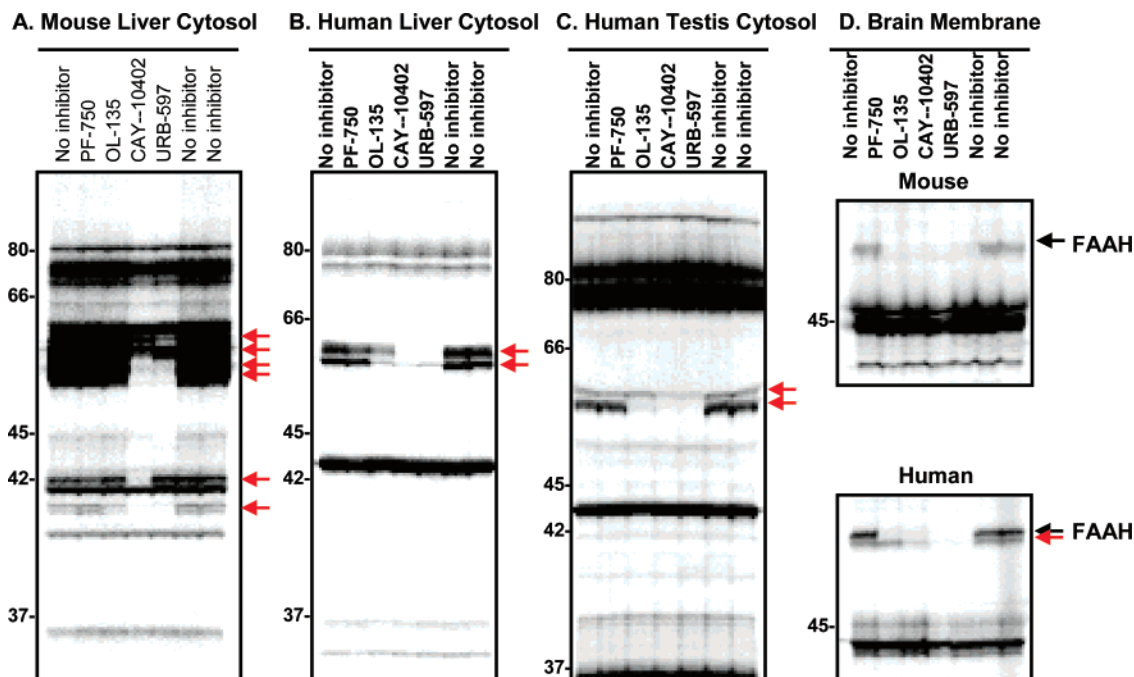 A. Mouse Liver Cytosol
No inhibitor
PF-750
OL-135
CAY--10402
URB-597
No inhibitor
No inhibitor
80-
66-
45-
42-
37-
B. Human Liver Cytosol
No inhibitor
PF-750
OL-135
CAY--10402
URB-597
No inhibitor
No inhibitor
80-
66-
45-
42-
37-
C. Human Testis Cytosol
No inhibitor
PF-750
OL-135
CAY--10402
URB-597
No inhibitor
No inhibitor
80-
66-
45-
42-
37-
D. Brain Membrane
No inhibitor
PF-750
OL-135
CAY--10402
URB-597
No inhibitor
No inhibitor
Mouse
FAAH
45-
Human
FAAH
45-